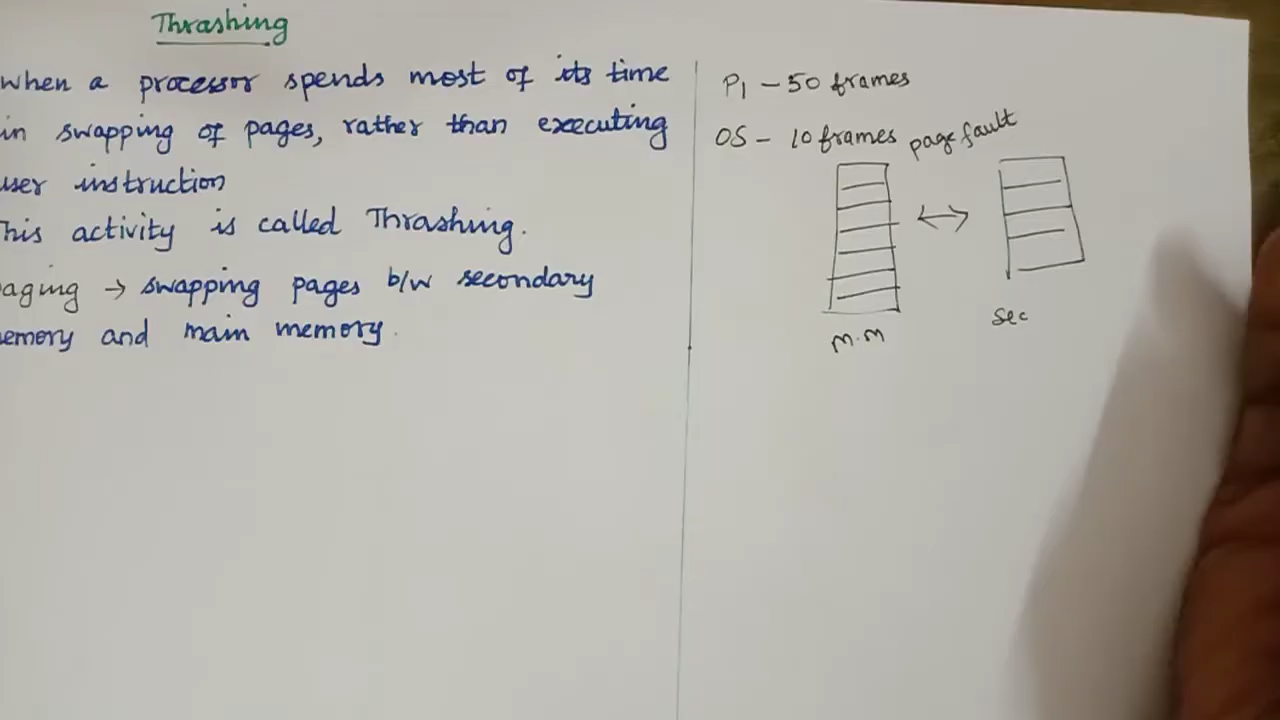 Thrashing
when a processor spends most of its time
in swapping of pages, rather than executing
user instruction
This activity is called Thrashing.
aging → swapping pages b/w secondary
emory and main memory.
P1 - 50 frames
OS - 10 frames page fault
M.M
sec